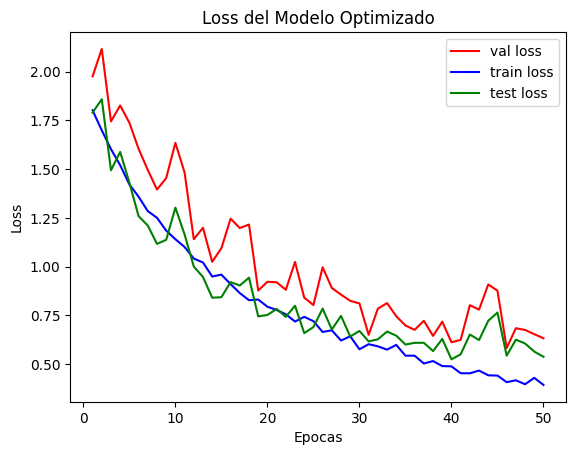 Loss del Modelo Optimizado
val loss
train loss
test loss
Loss
2.00
1.75
1.50
1.25
1.00
0.75
0.50
0
10
20
30
40
50
Epocas